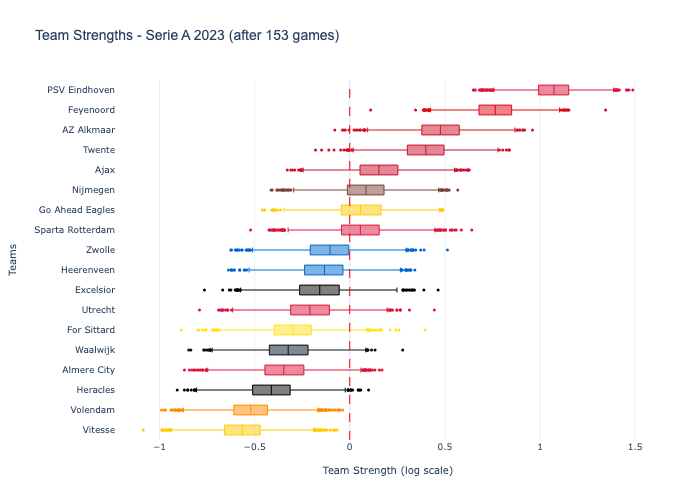 Team Strengths - Serie A 2023 (after 153 games)
PSV Eindhoven
Feyenoord
AZ Alkmaar
Twente
Ajax
Nijmegen
Go Ahead Eagles
Sparta Rotterdam
Zwolle
Heerenveen
Excelsior
Utrecht
For Sittard
Waalwijk
Almere City
Heracles
Volendam
Vitesse
Teams
−1 −0.5 0 0.5 1 1.5
Team Strength (log scale)